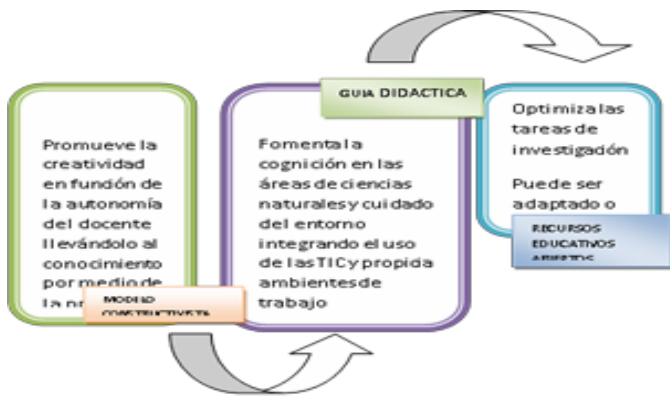 Promueve la
creatividad
en función de
la autonomía
del docente
llevándolo al
conocimiento
por medio de
la
MODELO
CONSTRUCTIVISTA
GUIA DIDACTICA
Fomenta la
cognición en las
áreas de ciencias
naturales y cuidado
del entorno
integrando el uso
de las TIC y propicia
ambientes de
trabajo
Optimiza las
tareas de
investigación
Puede ser
adaptado o
RECURSOS
EDUCATIVOS
ABIERTOS